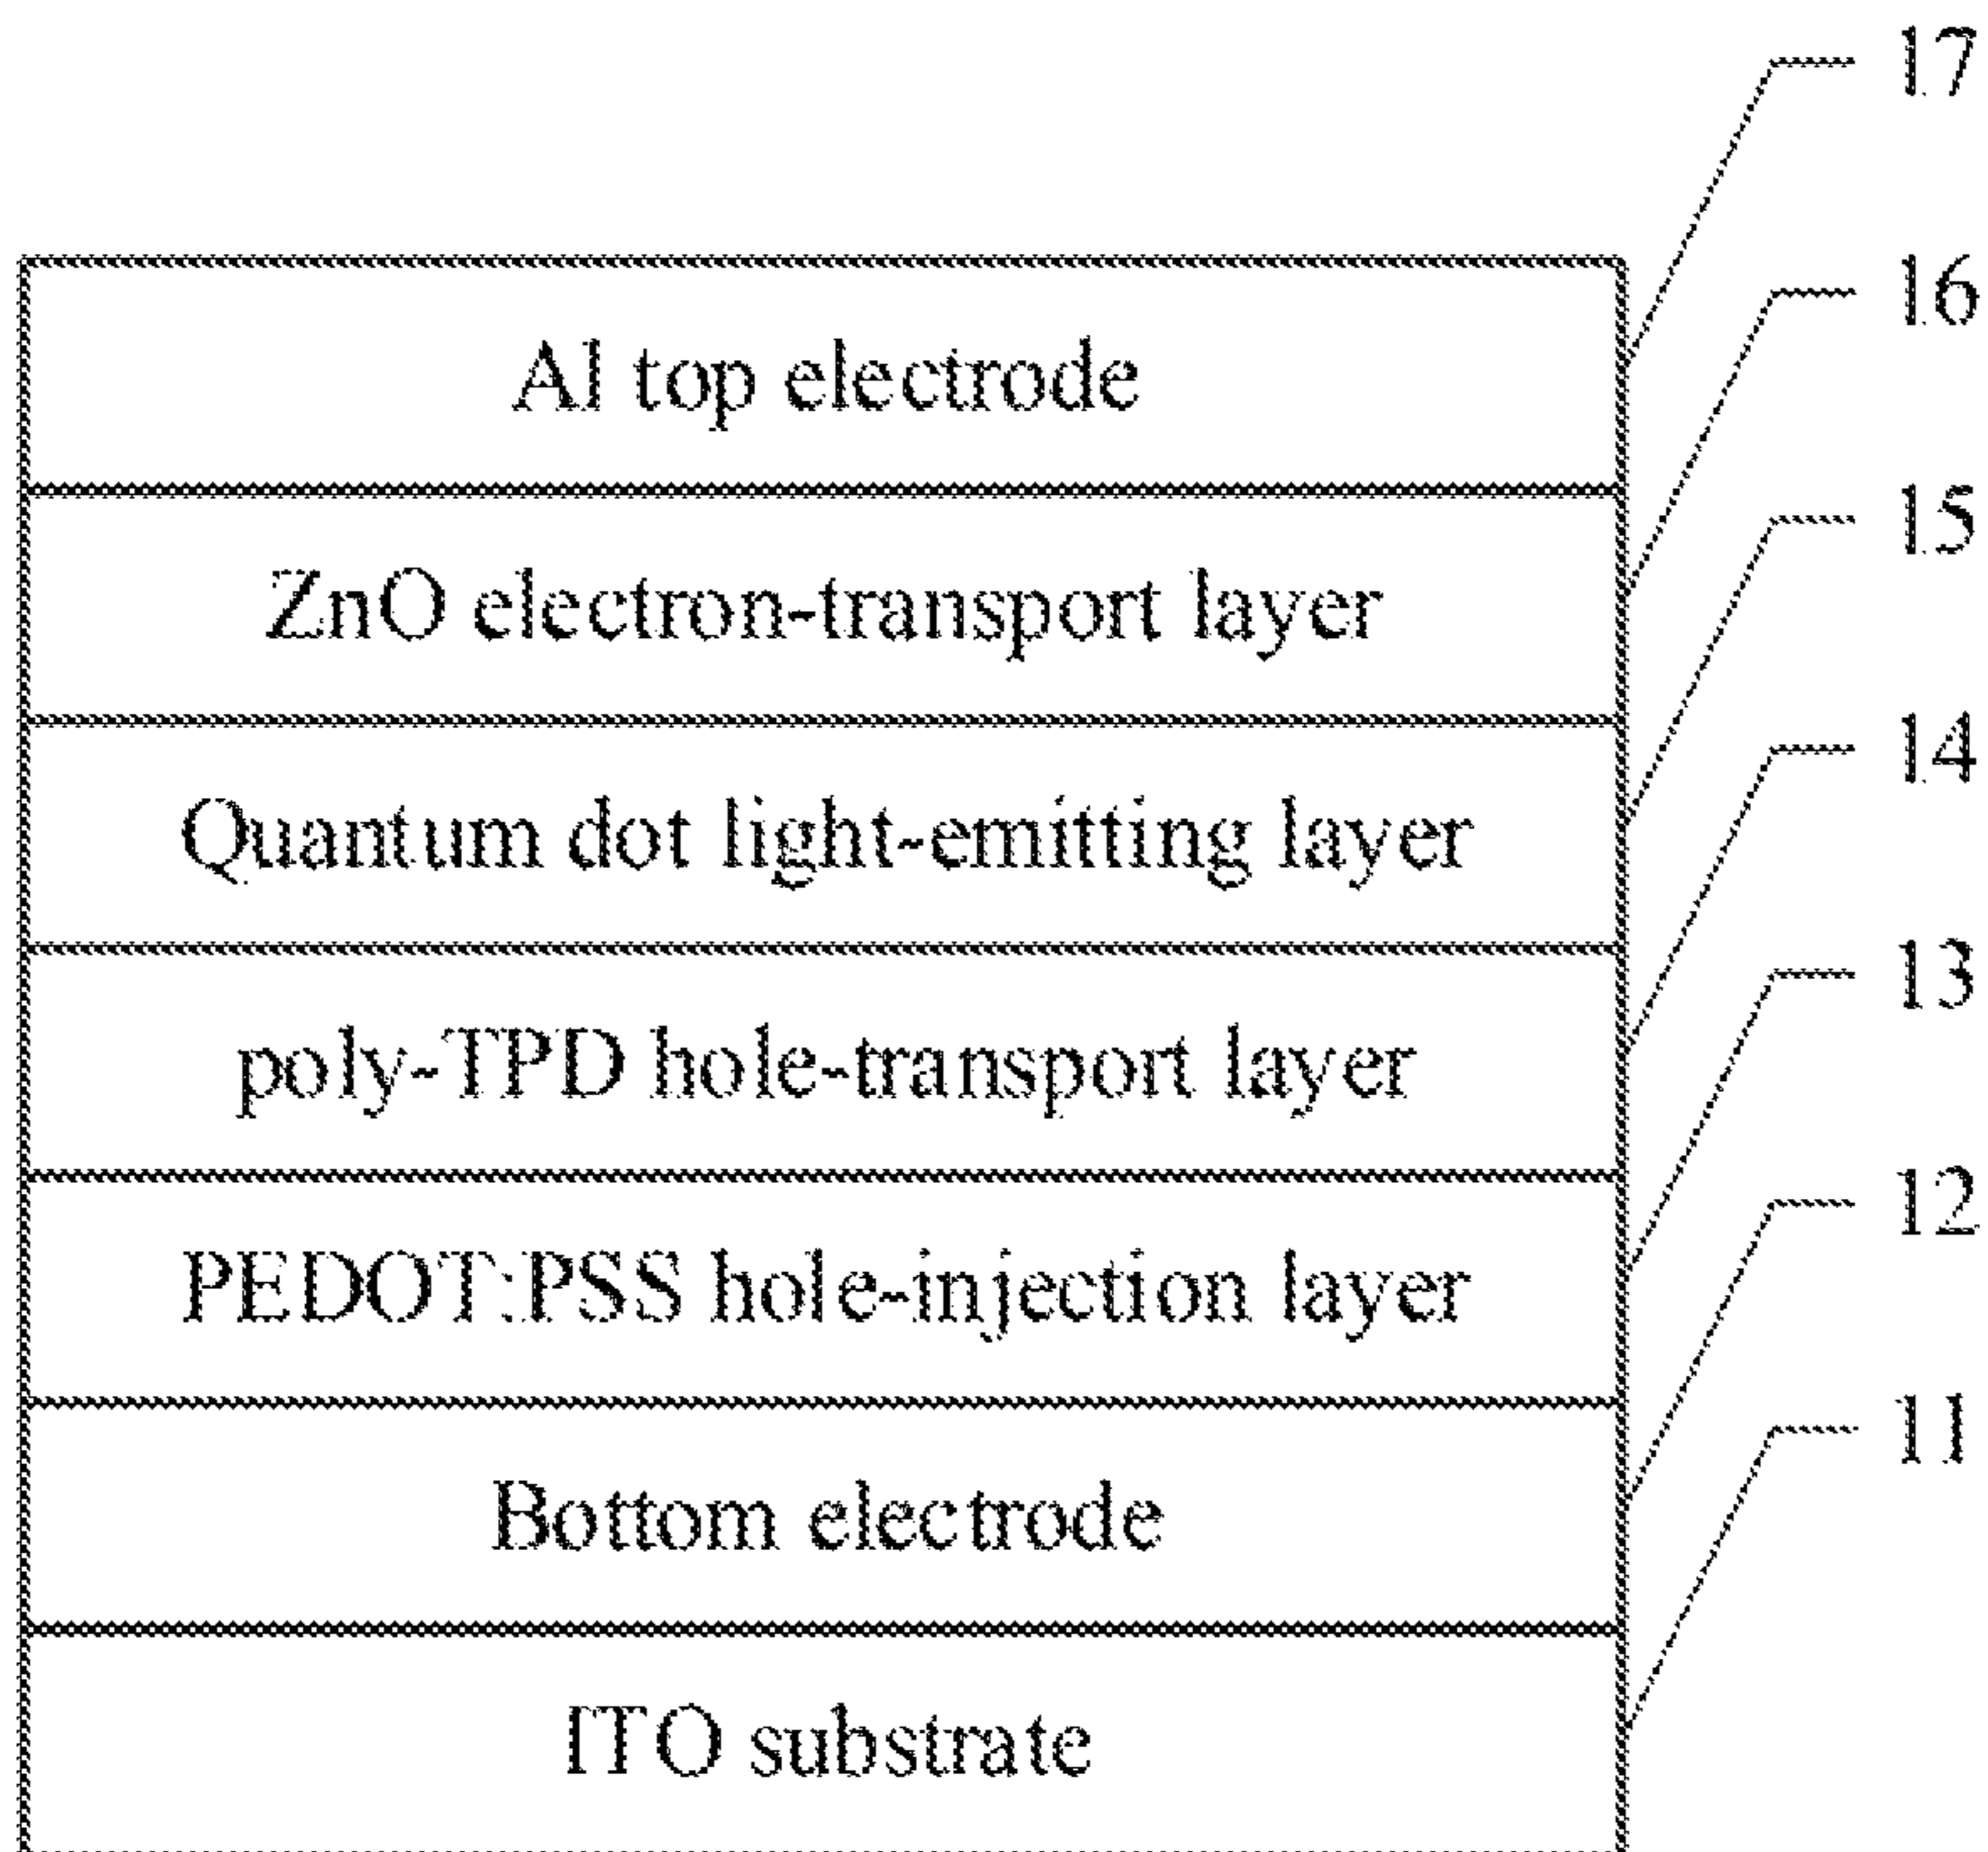 17
16
Al top electrode
15
ZnO electron-transport layer
14
Quantum dot light-emitting layer
13
poly-TPD hole-transport layer
12
PEDOT:PSS hole-injection layer
11
Bottom electrode
ITO substrate